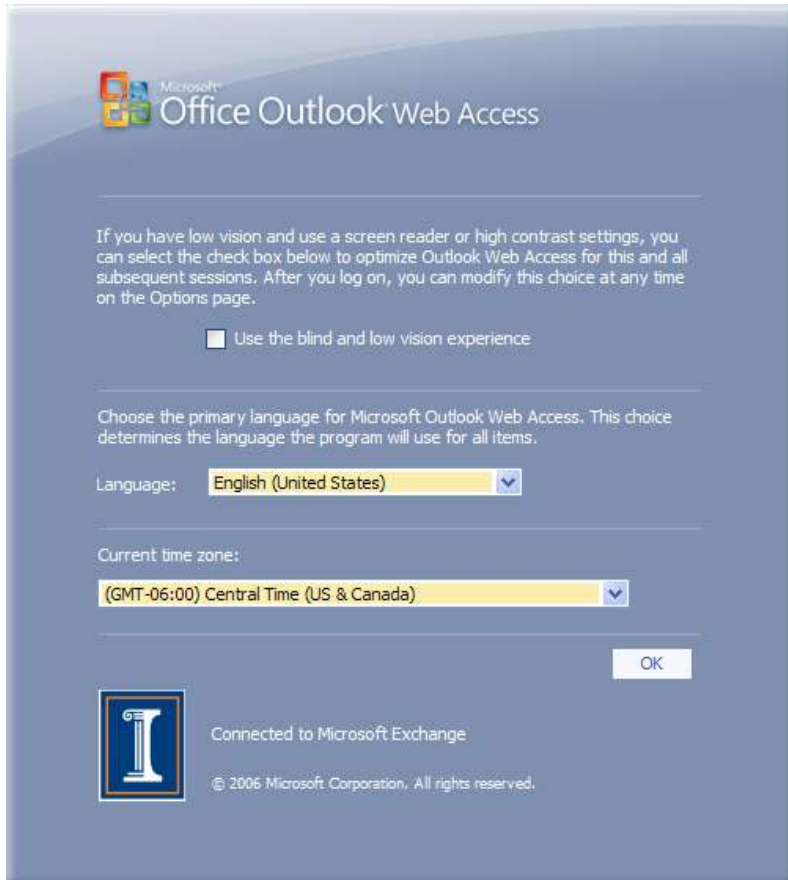 Microsoft®
Office Outlook Web Access
If you have low vision and use a screen reader or high contrast settings, you
can select the check box below to optimize Outlook Web Access for this and all
subsequent sessions. After you log on, you can modify this choice at any time
on the Options page.
Use the blind and low vision experience
Choose the primary language for Microsoft Outlook Web Access. This choice
determines the language the program will use for all items.
Language: English (United States)
Current time zone:
(GMT-06:00) Central Time (US & Canada)
OK
Connected to Microsoft Exchange
© 2006 Microsoft Corporation. All rights reserved.